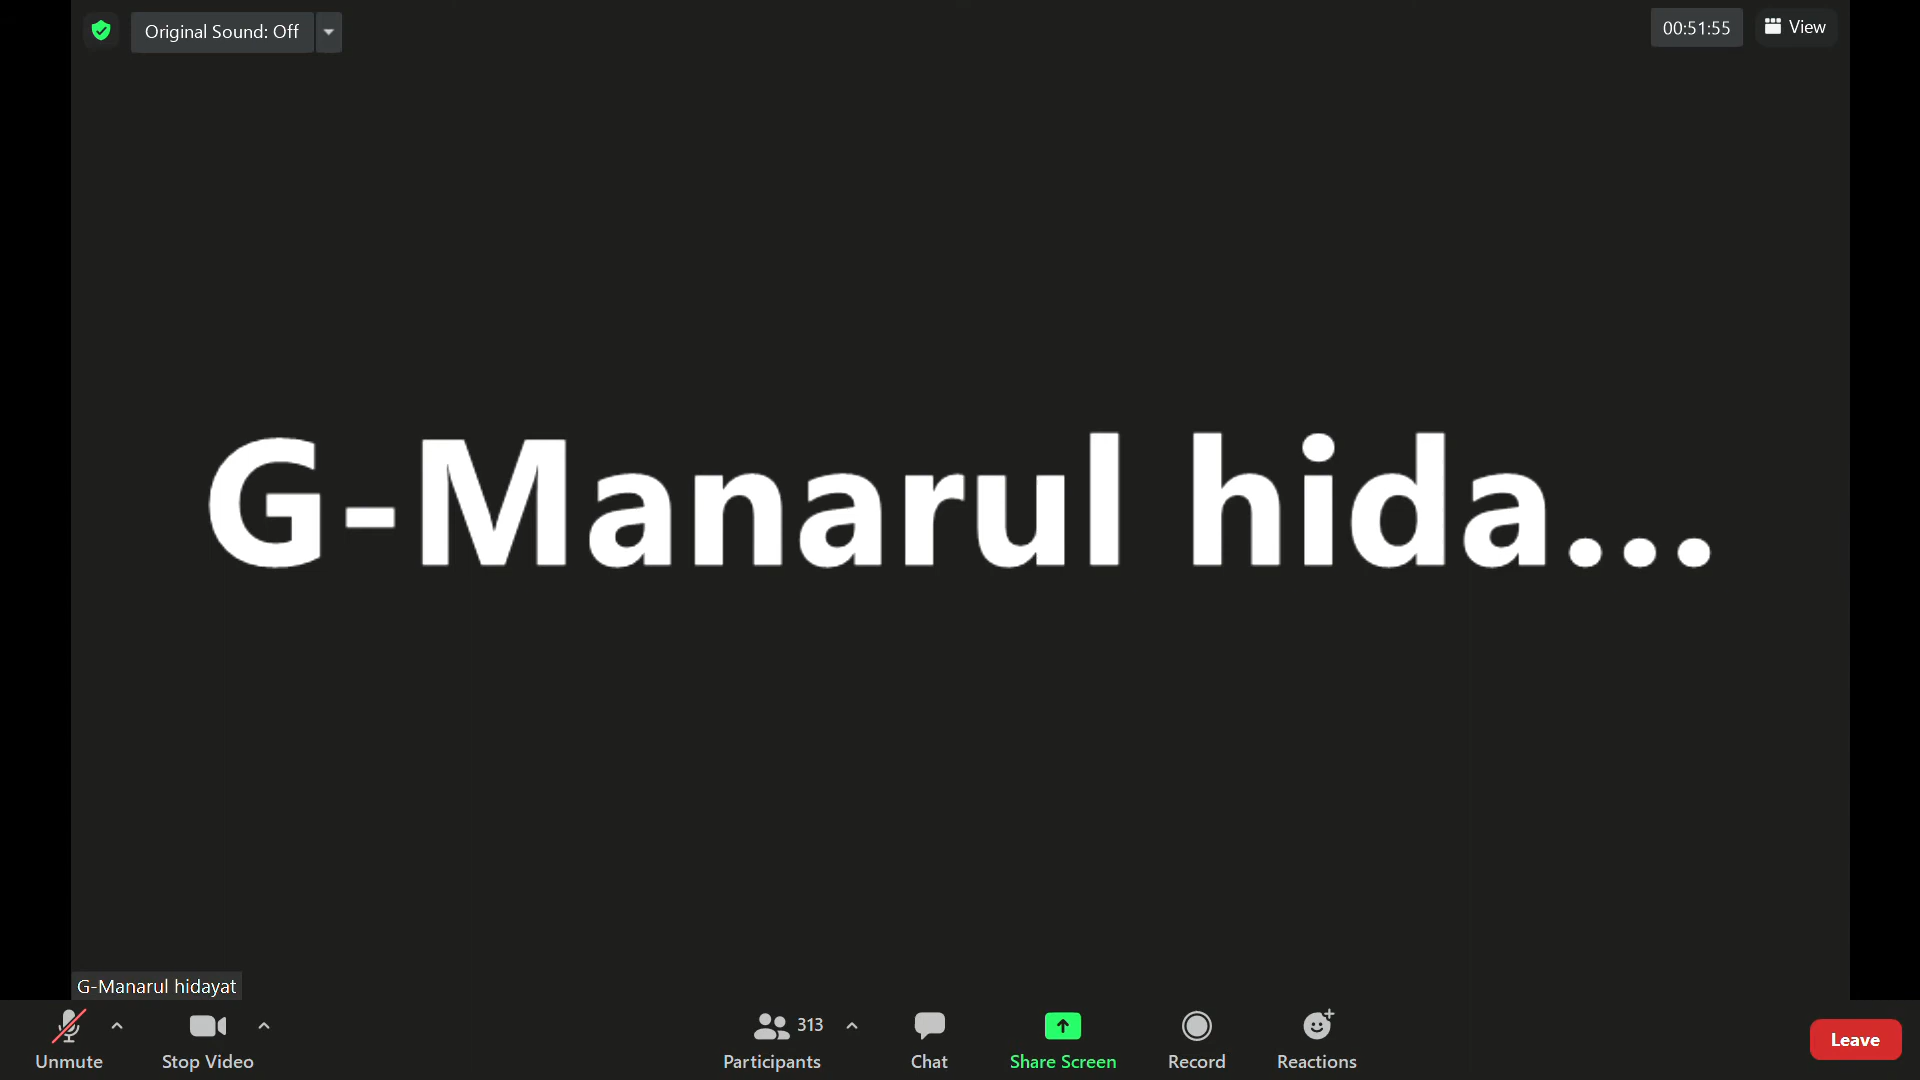 Original Sound: Off
00:51:55
View
G-Manarul hida...
G-Manarul hidayat
Unmute
Stop Video
313
Participants
Chat
Share Screen
Record
Reactions
Leave